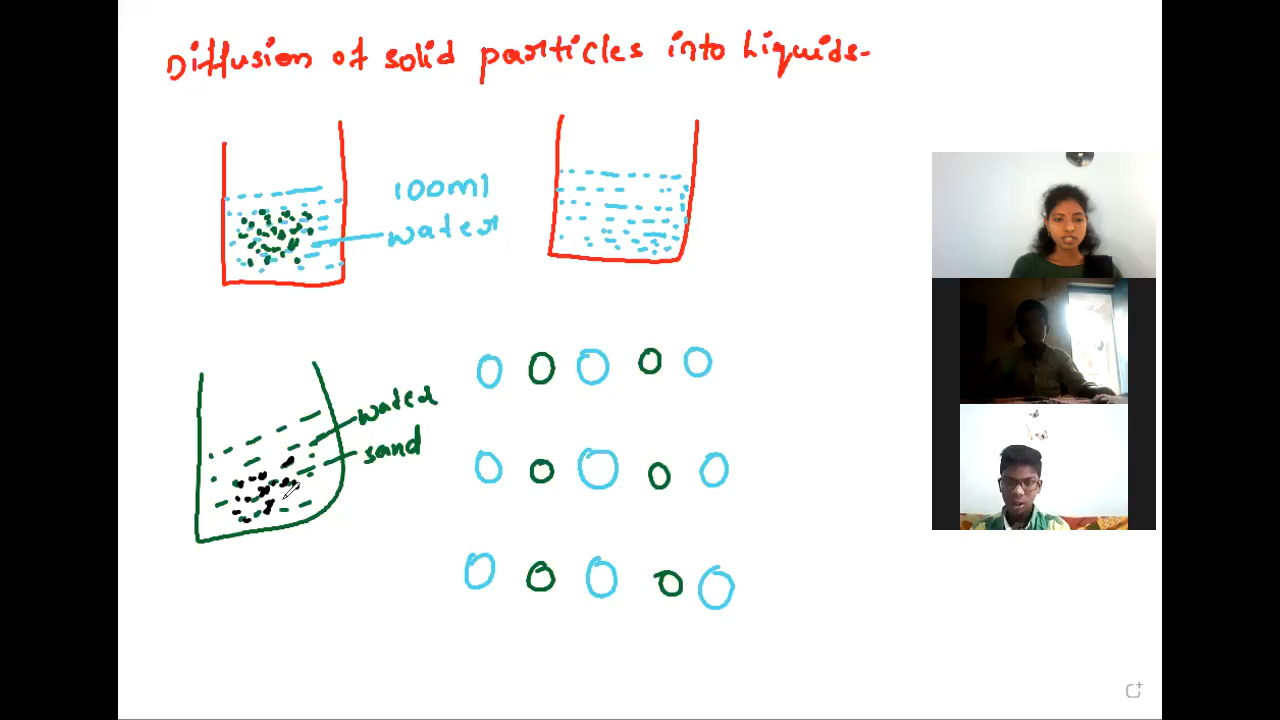 Diffusion of solid particles into Liquids-
100ml
water
water
sand